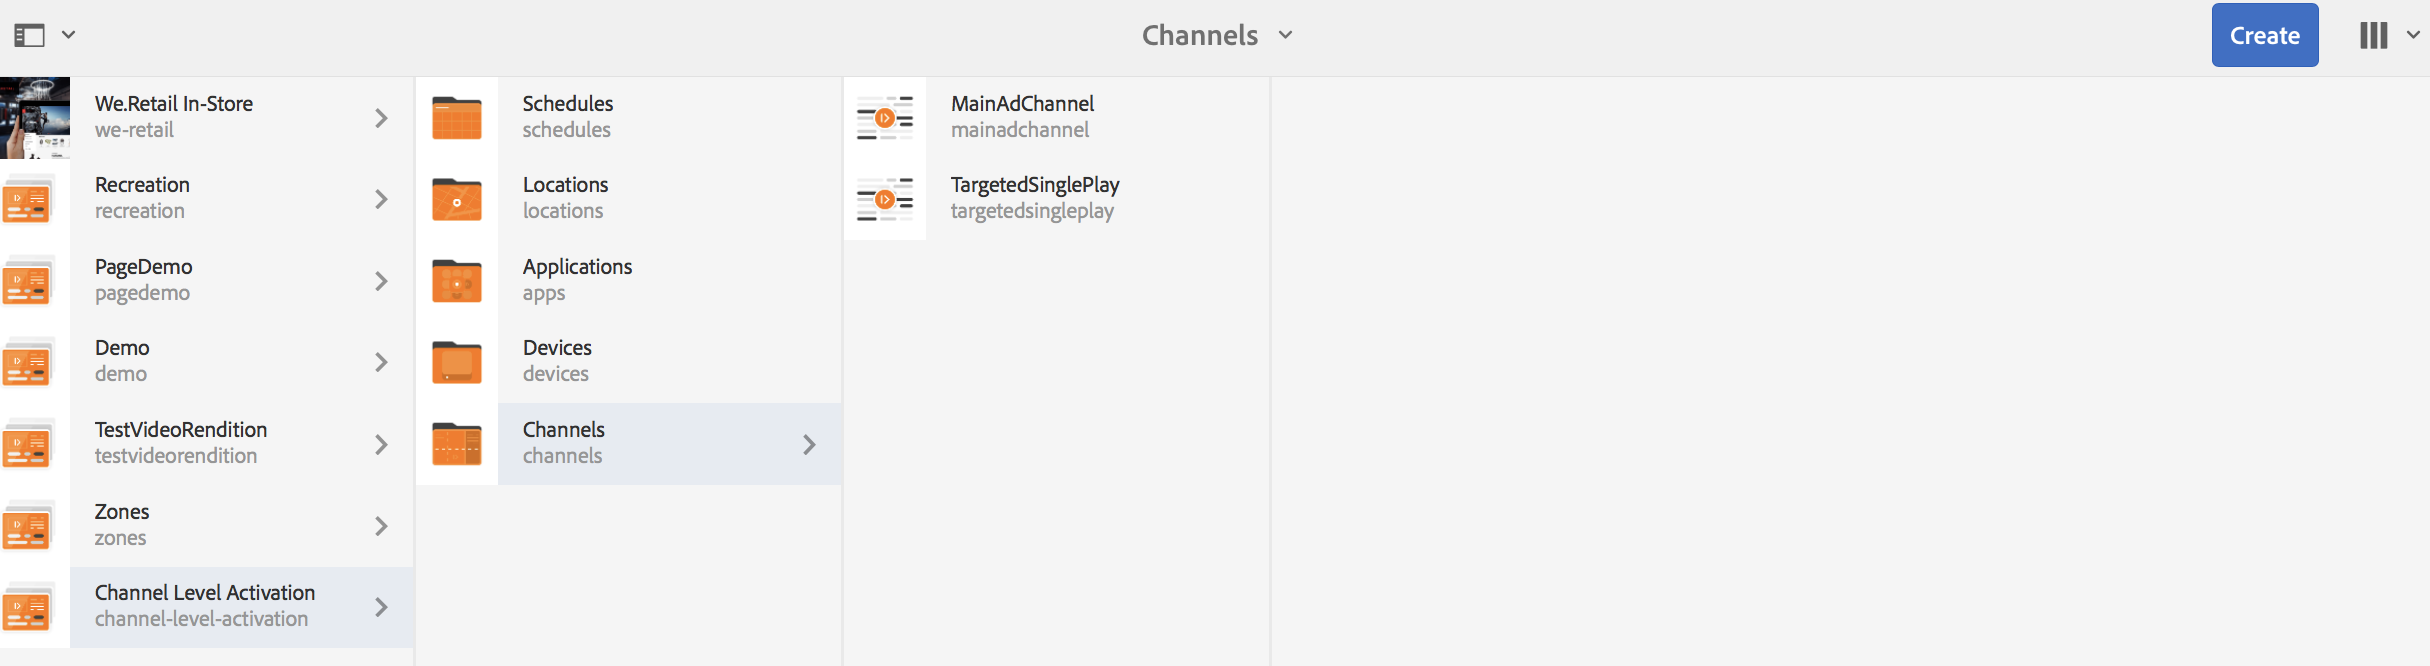 Channels
Create
We.Retail In-Store
we-retail
Recreation
recreation
PageDemo
pagedemo
Demo
demo
TestVideoRendition
testvideorendition
Zones
zones
Channel Level Activation
channel-level-activation
Schedules
schedules
Locations
locations
Applications
apps
Devices
devices
Channels
channels
MainAdChannel
mainadchannel
TargetedSinglePlay
targetedsingleplay